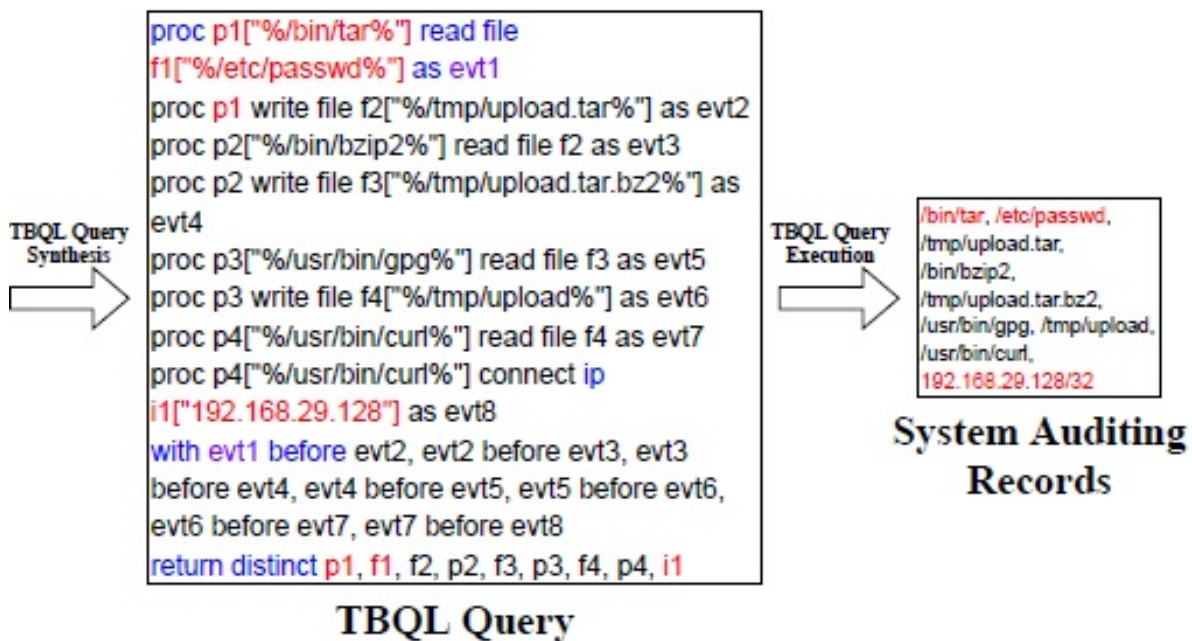 TBQL Query
Synthesis
proc p1["%/bin/tar%"] read file
f1["%/etc/passwd%"] as evt1
proc p1 write file f2["%/tmp/upload.tar%"] as evt2
proc p2["%/bin/bzip2%"] read file f2 as evt3
proc p2 write file f3["%/tmp/upload.tar.bz2%"] as
evt4
proc p3["%/usr/bin/gpg%"] read file f3 as evt5
proc p3 write file f4["%/tmp/upload%"] as evt6
proc p4["%/usr/bin/curl%"] read file f4 as evt7
proc p4["%/usr/bin/curl%"] connect ip
i1["192.168.29.128"] as evt8
with evt1 before evt2, evt2 before evt3, evt3
before evt4, evt4 before evt5, evt5 before evt6,
evt6 before evt7, evt7 before evt8
return distinct p1, f1, f2, p2, f3, p3, f4, p4, i1
TBQL Query
TBQL Query
Execution
/bin/tar, /etc/passwd,
/tmp/upload.tar,
/bin/bzip2,
/tmp/upload.tar.bz2,
/usr/bin/gpg, /tmp/upload,
/usr/bin/curl,
192.168.29.128/32
System Auditing
Records